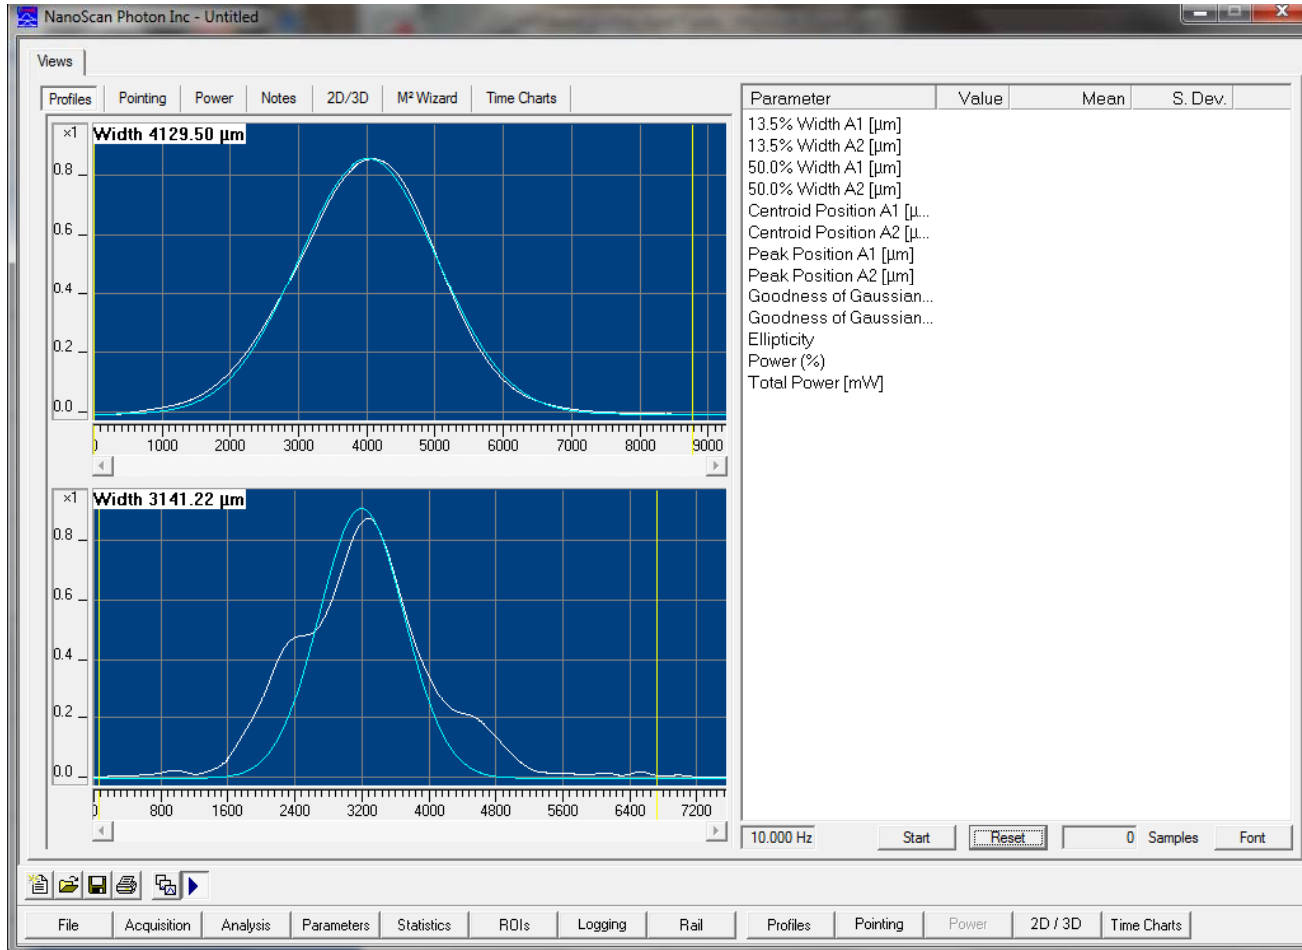 NanoScan Photon Inc - Untitled
Views
Profiles Pointing Power Notes 2D/3D M² Wizard Time Charts
×1 Width 4129.50 µm
0.8
0.6
0.4
0.2
0.0
0 1000 2000 3000 4000 5000 6000 7000 8000 9000
×1 Width 3141.22 µm
0.8
0.6
0.4
0.2
0.0
0 800 1600 2400 3200 4000 4800 5600 6400 7200
Parameter Value Mean S. Dev.
13.5% Width A1 [µm]
13.5% Width A2 [µm]
50.0% Width A1 [µm]
50.0% Width A2 [µm]
Centroid Position A1 [µ...
Centroid Position A2 [µ...
Peak Position A1 [µm]
Peak Position A2 [µm]
Goodness of Gaussian...
Goodness of Gaussian...
Ellipticity
Power (%)
Total Power [mW]
10.000 Hz Start Reset 0 Samples Font
File Acquisition Analysis Parameters Statistics ROIs Logging Rail Profiles Pointing Power 2D / 3D Time Charts